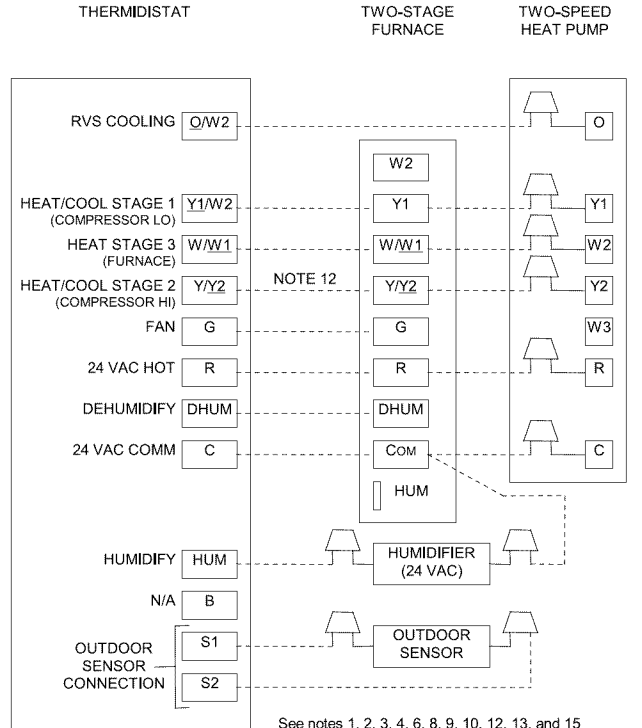 THERMIDISTAT TWO-STAGE FURNACE TWO-SPEED HEAT PUMP
RVS COOLING O/W2 O
W2
HEAT/COOL STAGE 1 (COMPRESSOR LO) Y1/W2 Y1 Y1
HEAT STAGE 3 (FURNACE) W/W1 W/W1 W2
HEAT/COOL STAGE 2 (COMPRESSOR HI) Y/Y2 NOTE 12 Y/Y2 Y2
FAN G G W3
24 VAC HOT R R R
DEHUMIDIFY DHUM DHUM
24 VAC COMM C COM C
HUM
HUMIDIFY HUM HUMIDIFIER (24 VAC)
N/A B
OUTDOOR SENSOR CONNECTION S1 OUTDOOR SENSOR
S2
See notes 1, 2, 3, 4, 6, 8, 9, 10, 12, 13, and 15